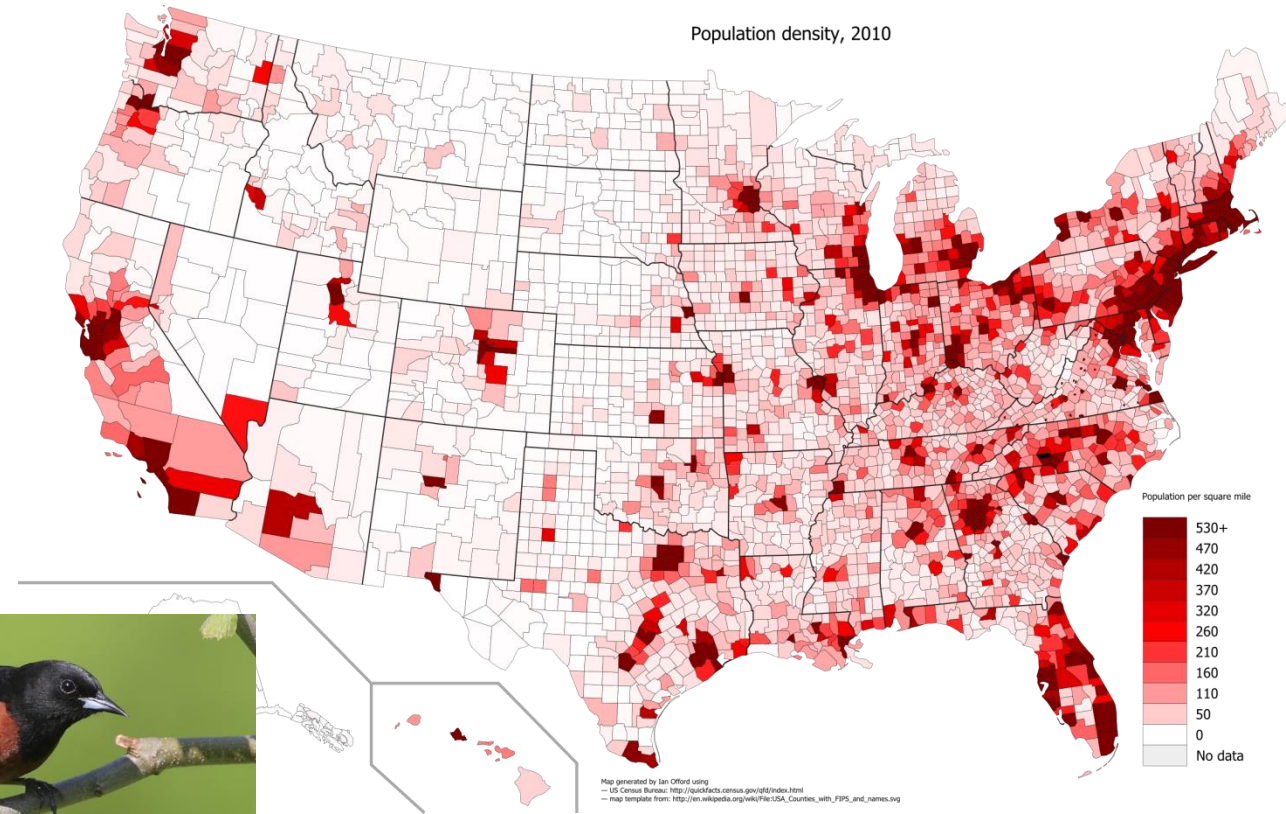 Population density, 2010
Population per square mile
530+
470
420
370
320
260
210
160
110
50
0
No data
Map generated by Ian Offord using
— US Census Bureau: http://quickfacts.census.gov/qfd/index.html
— map template from: http://en.wikipedia.org/wiki/File:USA_Counties_with_FIPS_and_names.svg